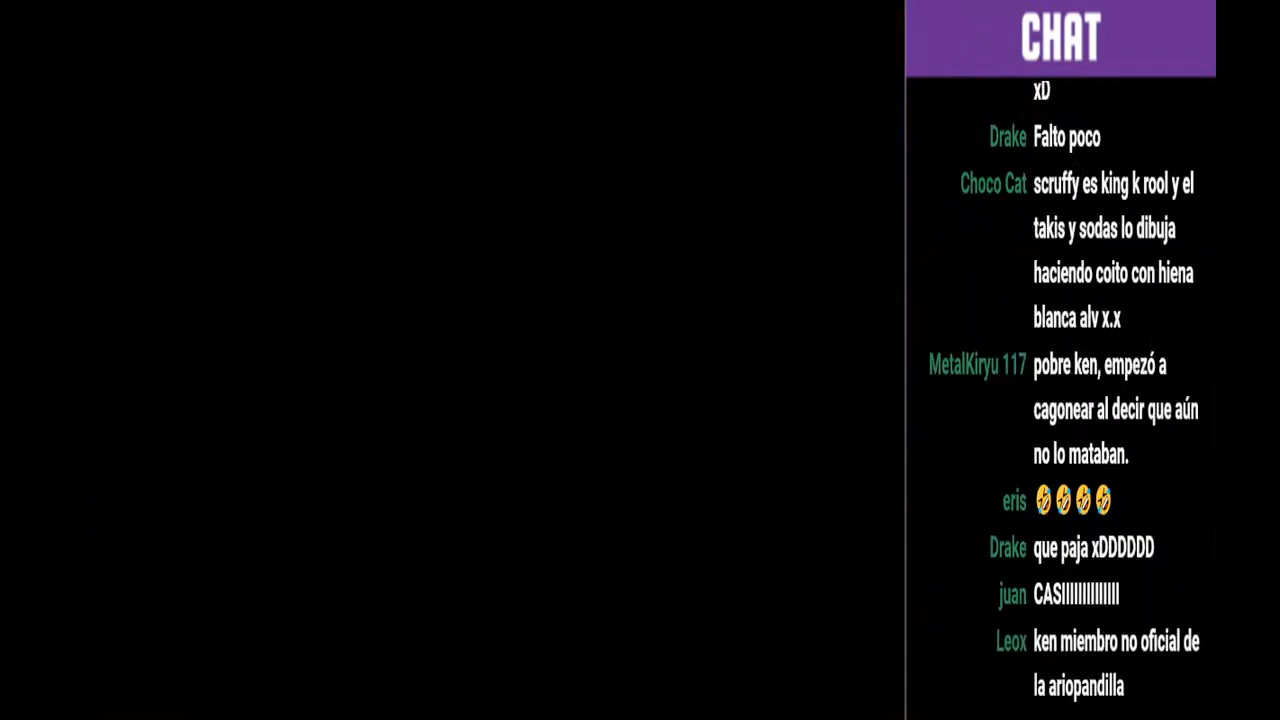 CHAT
xD
Drake Falto poco
Choco Cat scruffy es king k rool y el
takis y sodas lo dibuja
haciendo coito con hiena
blanca alv x.x
MetalKiryu 117 pobre ken, empezó a
cagonear al decir que aún
no lo mataban.
eris 🤣🤣🤣🤣
Drake que paja xDDDDDD
juan CASIIIIIIIIIIIIII
Leox ken miembro no oficial de
la ariopandilla